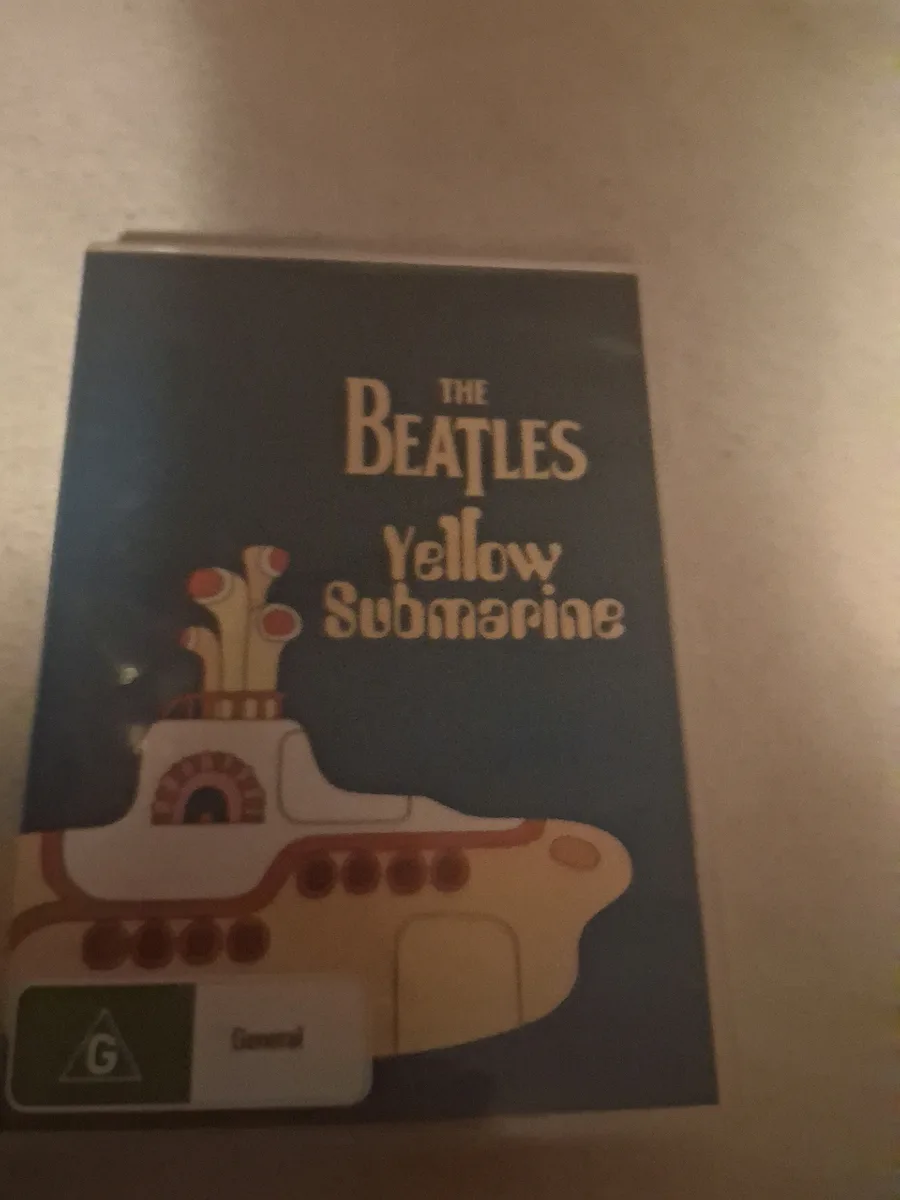 THE
BEATLES
Yellow
Submarine
G
General